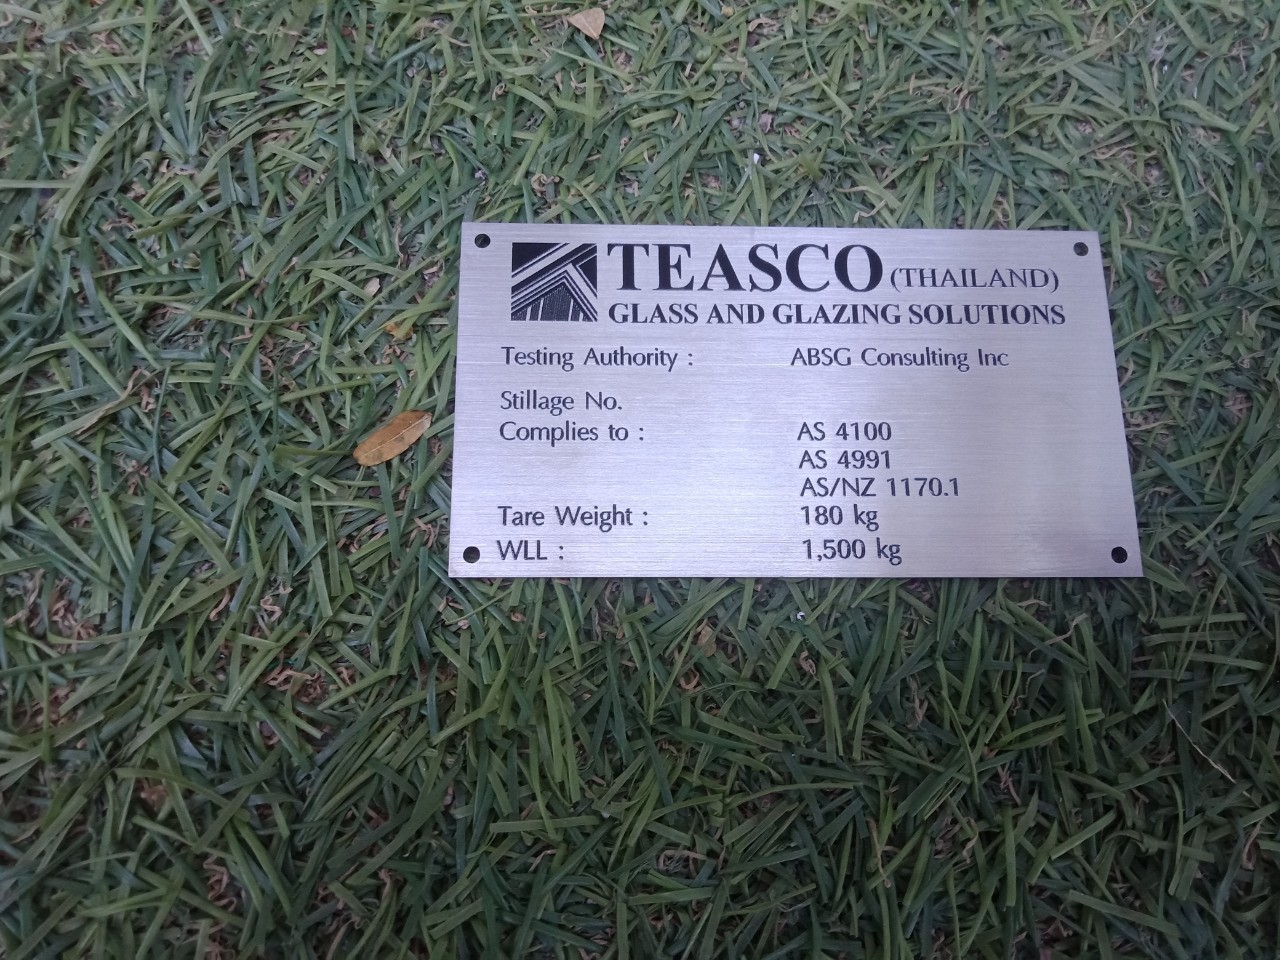 TEASCO (THAILAND)
GLASS AND GLAZING SOLUTIONS
Testing Authority : ABSG Consulting Inc
Stillage No.
Complies to : AS 4100
AS 4991
AS/NZ 1170.1
Tare Weight : 180 kg
WLL : 1,500 kg